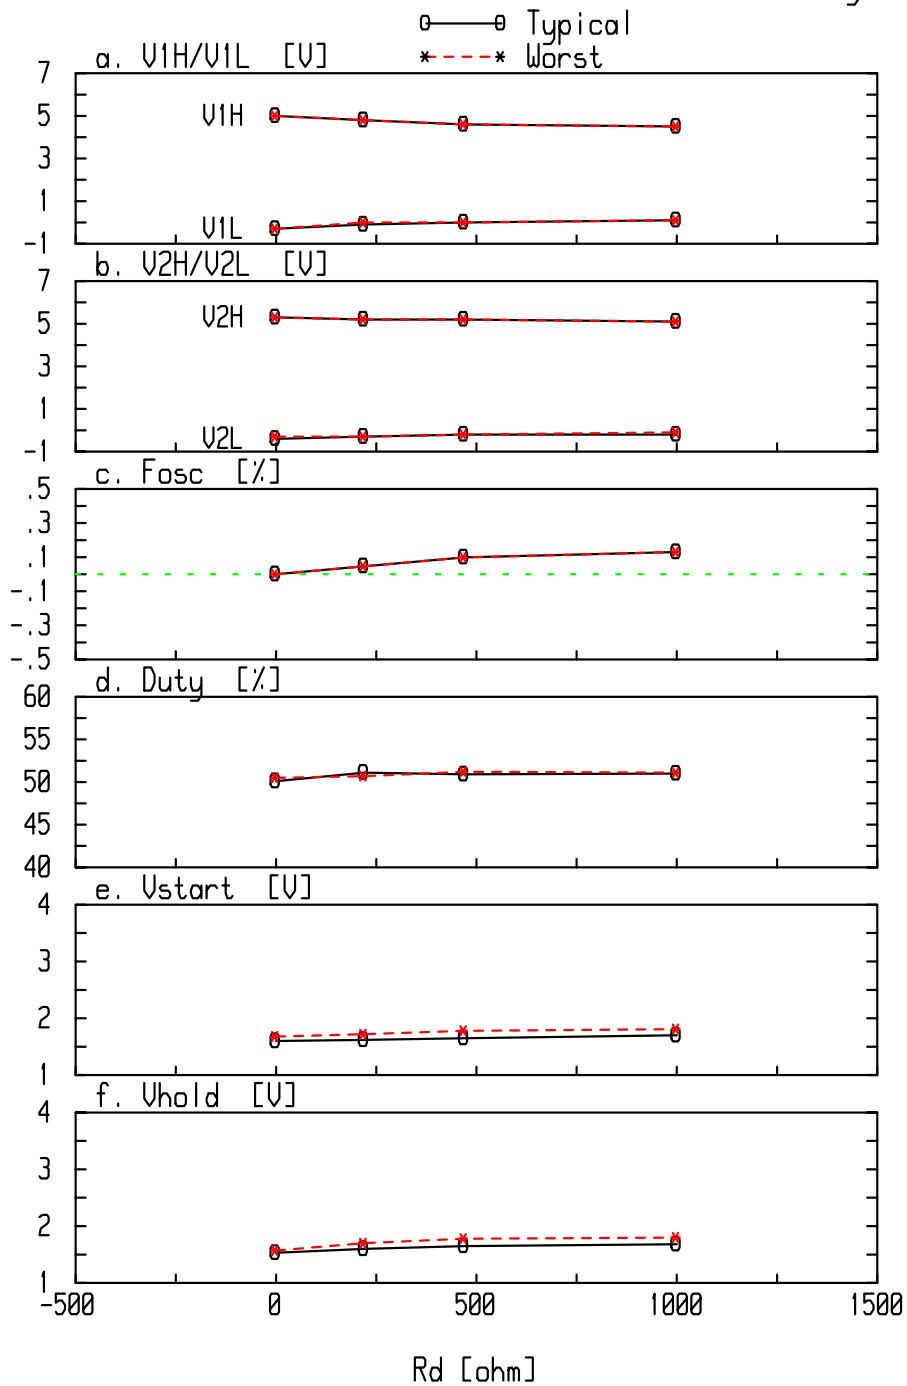 Typical
Worst
a. V1H/V1L [V]
7
5
3
1
-1
V1H
V1L
b. V2H/V2L [V]
7
5
3
1
-1
V2H
V2L
c. Fosc [%]
.5
.3
.1
-.1
-.3
-.5
d. Duty [%]
60
55
50
45
40
e. Vstart [V]
4
3
2
1
f. Vhold [V]
4
3
2
1
-500 0 500 1000 1500
Rd [ohm]